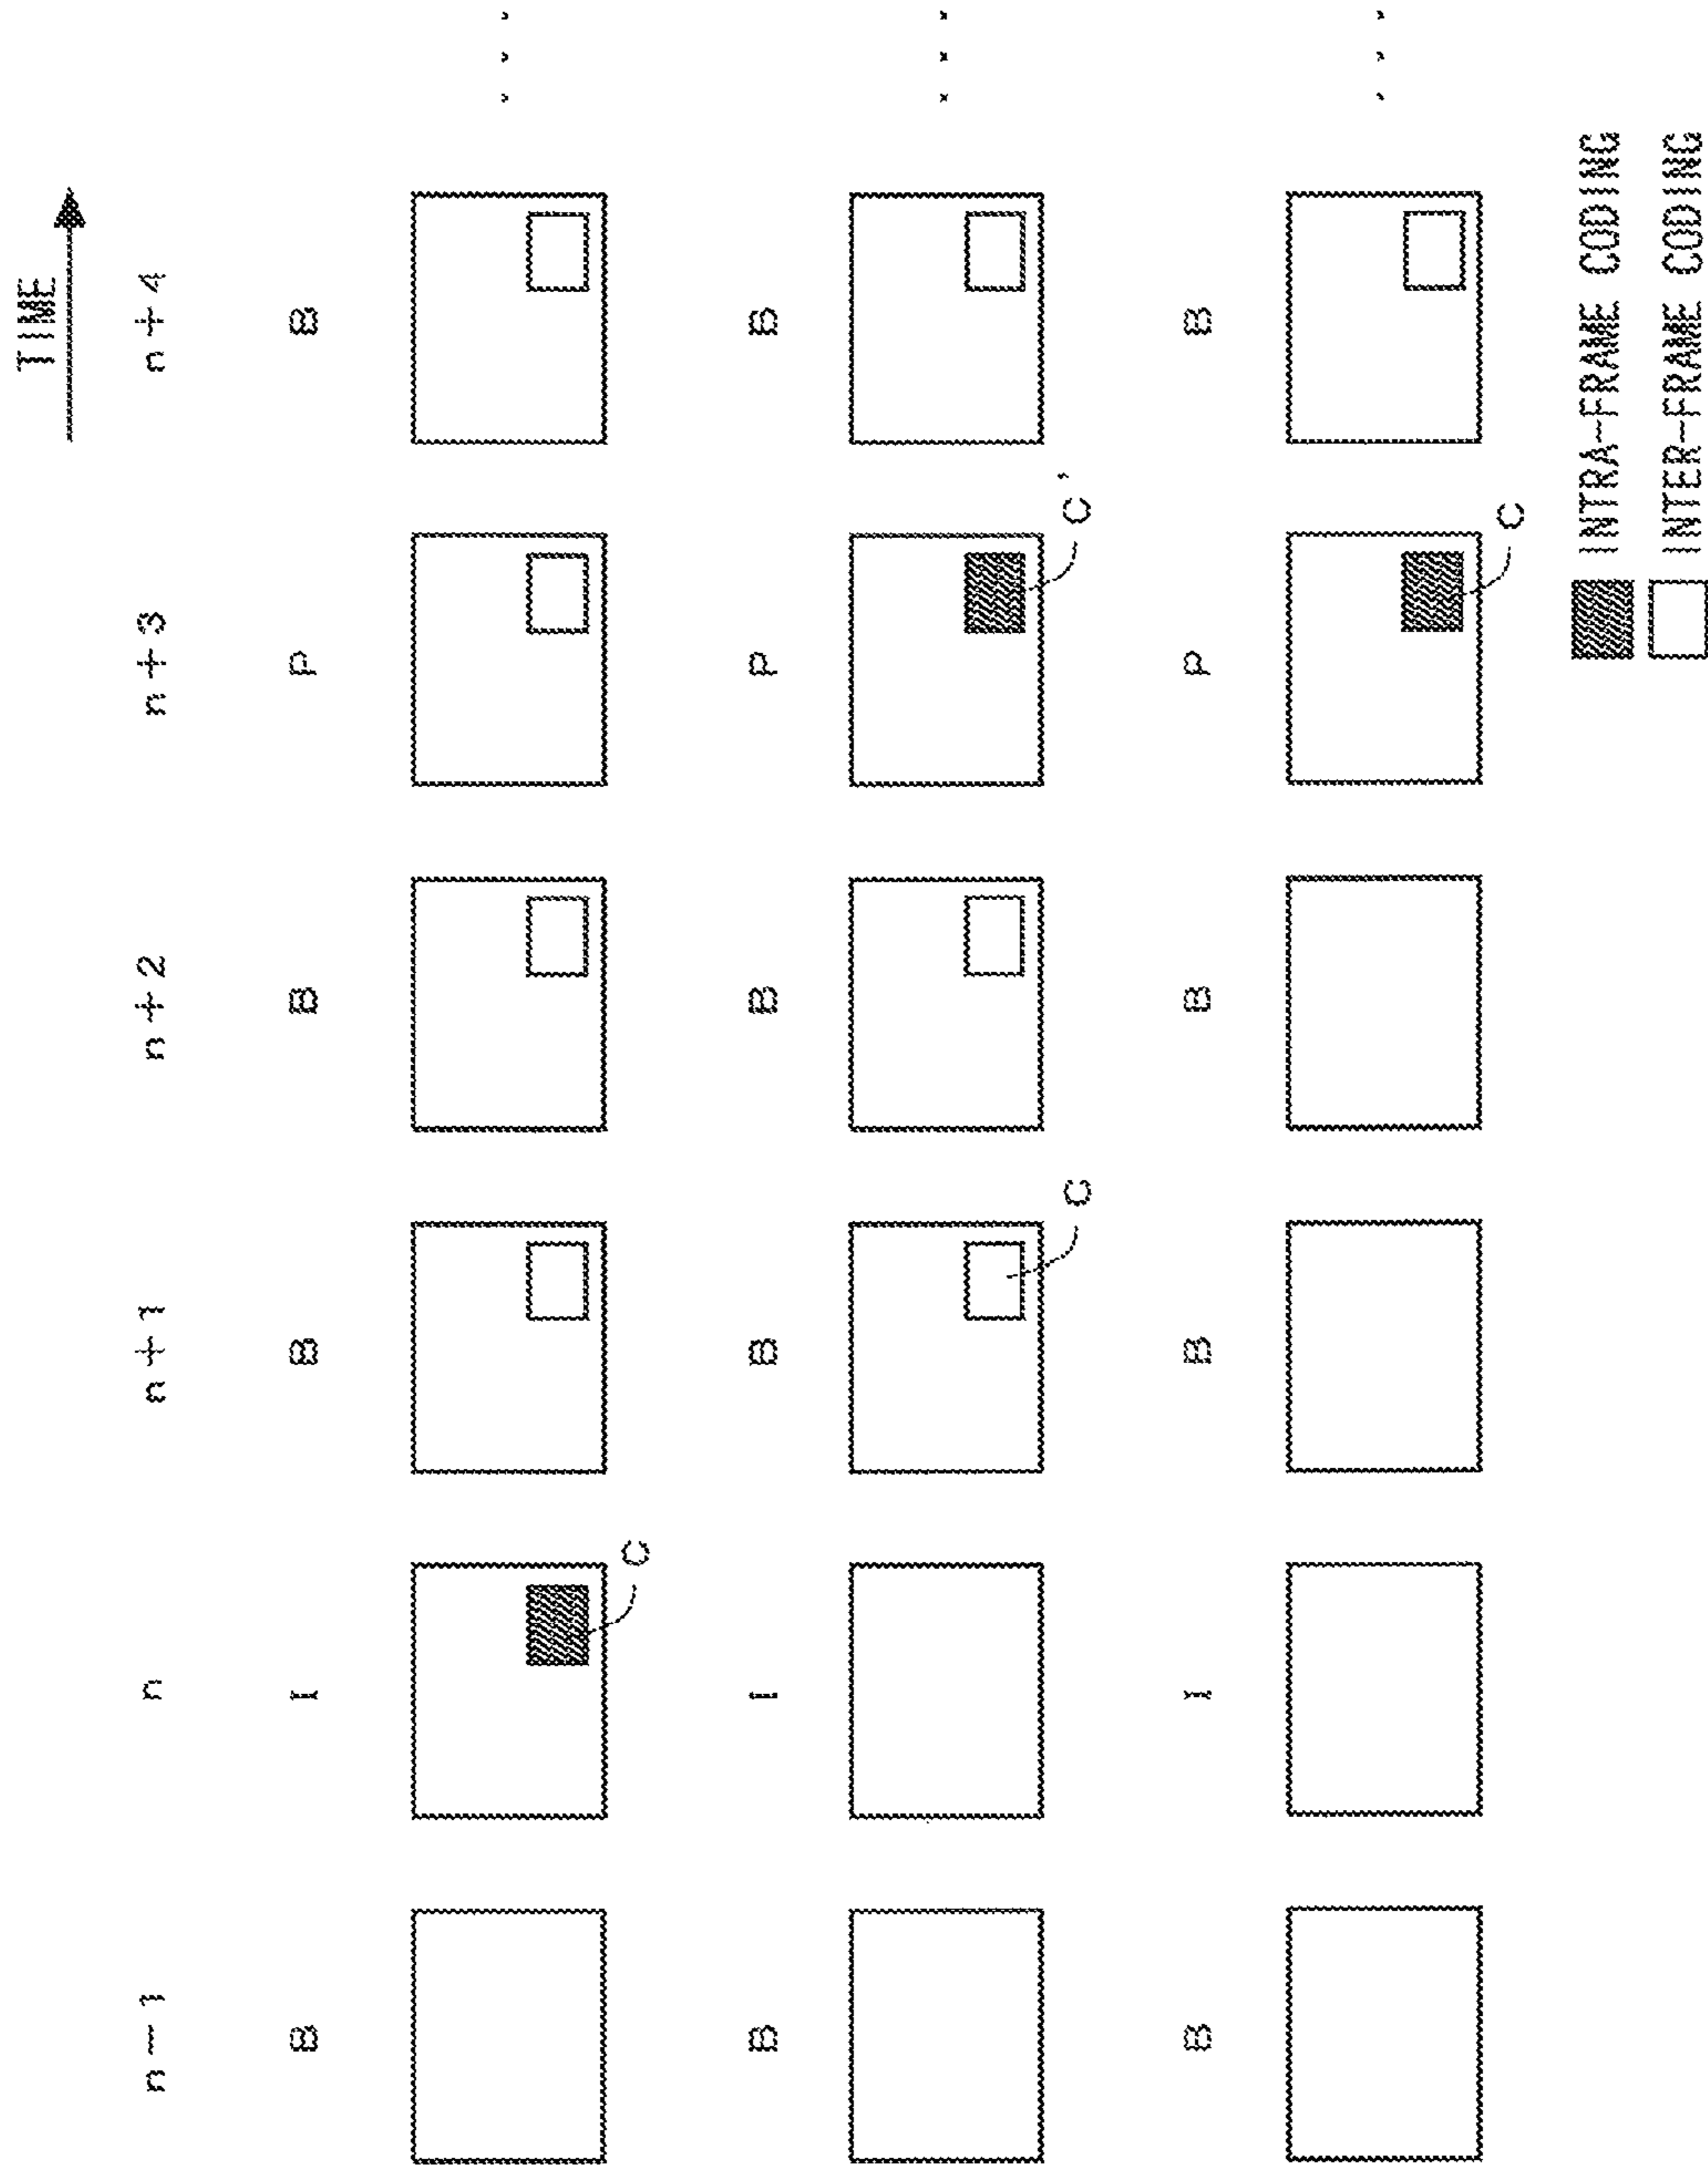 TIME
n-1 n n+1 n+2 n+3 n+4
B I B B P B
C
B I B B P B
C C'
B I B B P B
C
INTRA-FRAME CODING
INTER-FRAME CODING